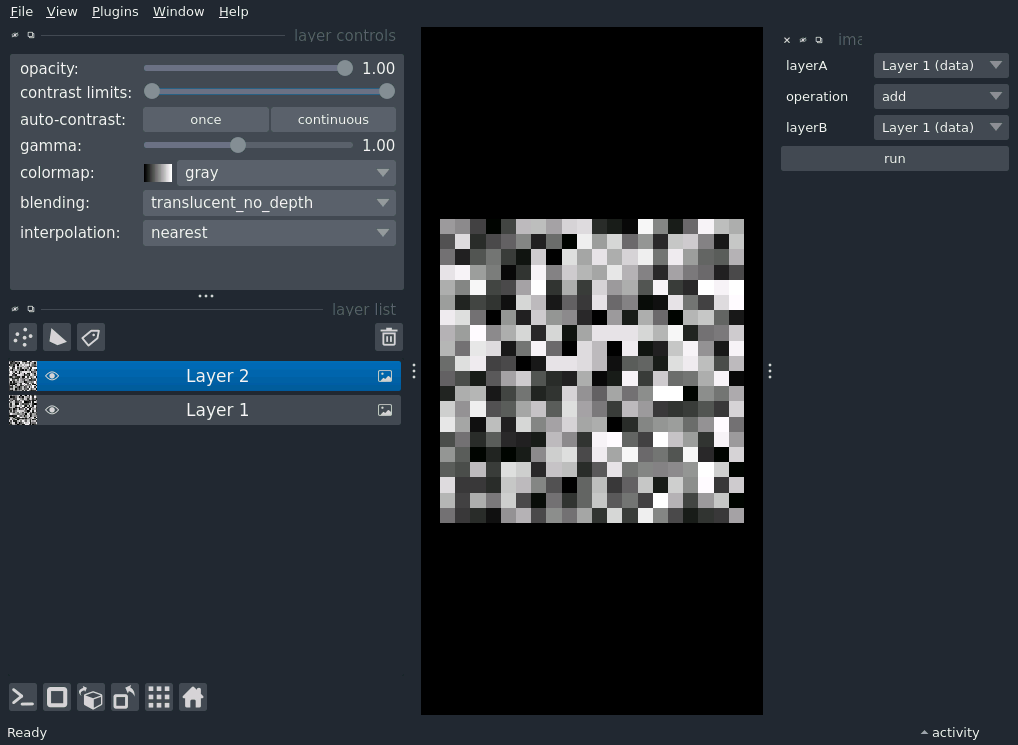 File View Plugins Window Help
layer controls
opacity: 1.00
contrast limits:
auto-contrast: once continuous
gamma: 1.00
colormap: gray
blending: translucent_no_depth
interpolation: nearest
layer list
Layer 2
Layer 1
ima
layerA Layer 1 (data)
operation add
layerB Layer 1 (data)
run
Ready
activity